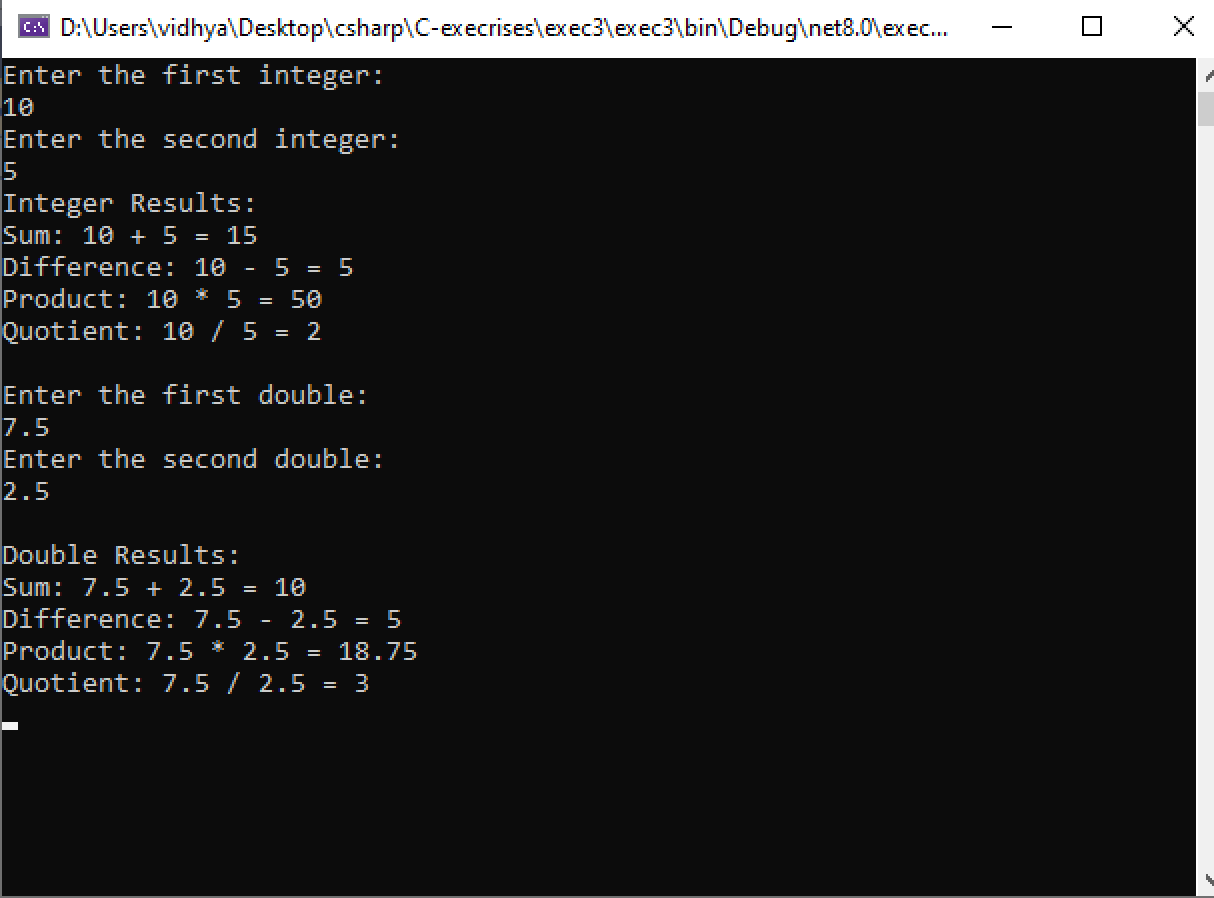 D:\Users\vidhya\Desktop\csharp\C-execrises\exec3\exec3\bin\Debug\net8.0\exec...
Enter the first integer:
10
Enter the second integer:
5
Integer Results:
Sum: 10 + 5 = 15
Difference: 10 - 5 = 5
Product: 10 * 5 = 50
Quotient: 10 / 5 = 2
Enter the first double:
7.5
Enter the second double:
2.5
Double Results:
Sum: 7.5 + 2.5 = 10
Difference: 7.5 - 2.5 = 5
Product: 7.5 * 2.5 = 18.75
Quotient: 7.5 / 2.5 = 3